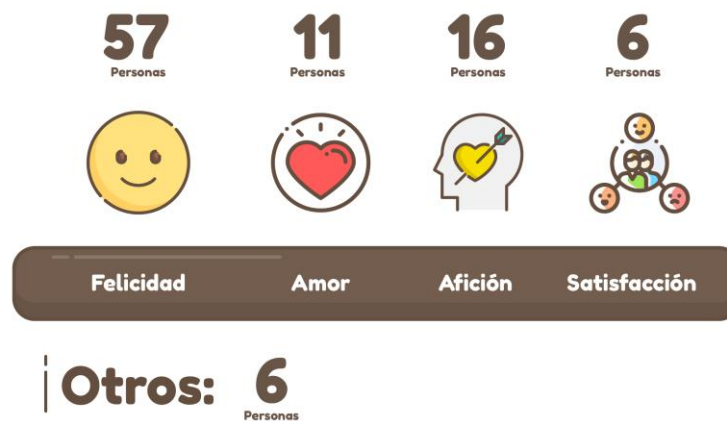 57 11 16 6
Personas Personas Personas Personas
Felicidad Amor Afición Satisfacción
Otros: 6
Personas